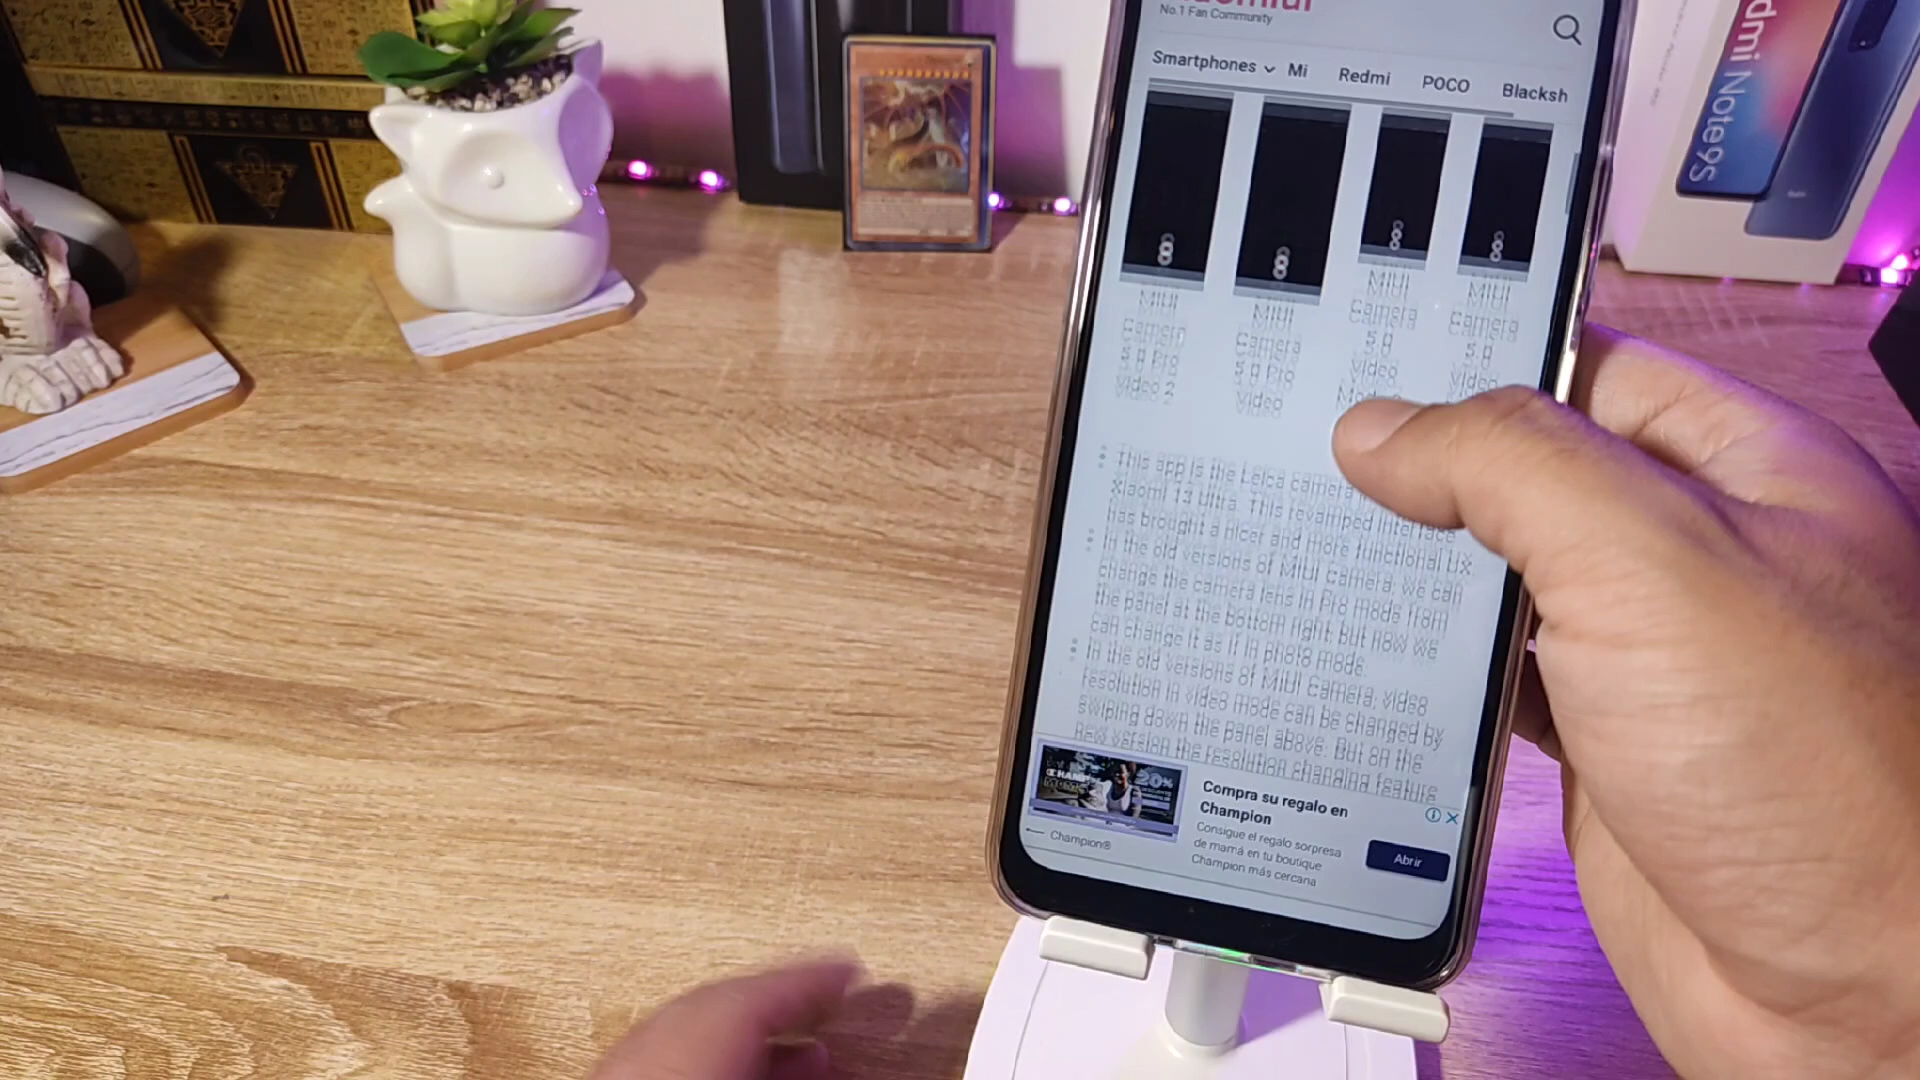 No.1 Fan Community
Smartphones Mi Redmi POCO Blacksh
MIUI
Camera
5.0 Pro
video 2
MIUI
Camera
5.0 Pro
video
MIUI
Camera
5.0
video
MIUI
Camera
5.0
video
This app is the Leica camera
Xiaomi 13 Ultra. This revamped interface
has brought a nicer and more functional UX.
In the old versions of MIUI Camera, we can
change the camera lens in Pro mode from
the panel at the bottom right, but now we
can change it as if in photo mode.
In the old versions of MIUI Camera, video
resolution in video mode can be changed by
swiping down the panel above. But on the
new version the resolution changing feature
20%
Compra su regalo en
Champion
Consigue el regalo sorpresa
de mamá en tu boutique
Champion más cercana
Champion®
Abrir
dmi Note9S